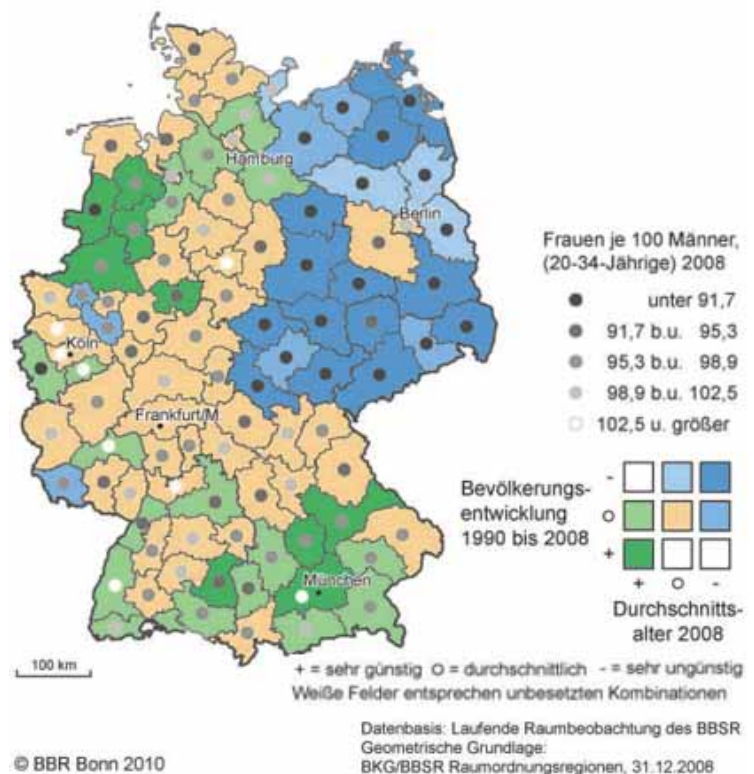 Hamburg
Berlin
Köln
Frankfurt/M.
München
100 km
Frauen je 100 Männer,
(20-34-Jährige) 2008
unter 91,7
91,7 b.u. 95,3
95,3 b.u. 98,9
98,9 b.u. 102,5
102,5 u. größer
Bevölkerungs-
entwicklung
1990 bis 2008
-
o
+
+ o -
Durchschnitts-
alter 2008
+ = sehr günstig o = durchschnittlich - = sehr ungünstig
Weiße Felder entsprechen unbesetzten Kombinationen
Datenbasis: Laufende Raumbeobachtung des BBSR
Geometrische Grundlage:
BKG/BBSR Raumordnungsregionen, 31.12.2008
© BBR Bonn 2010